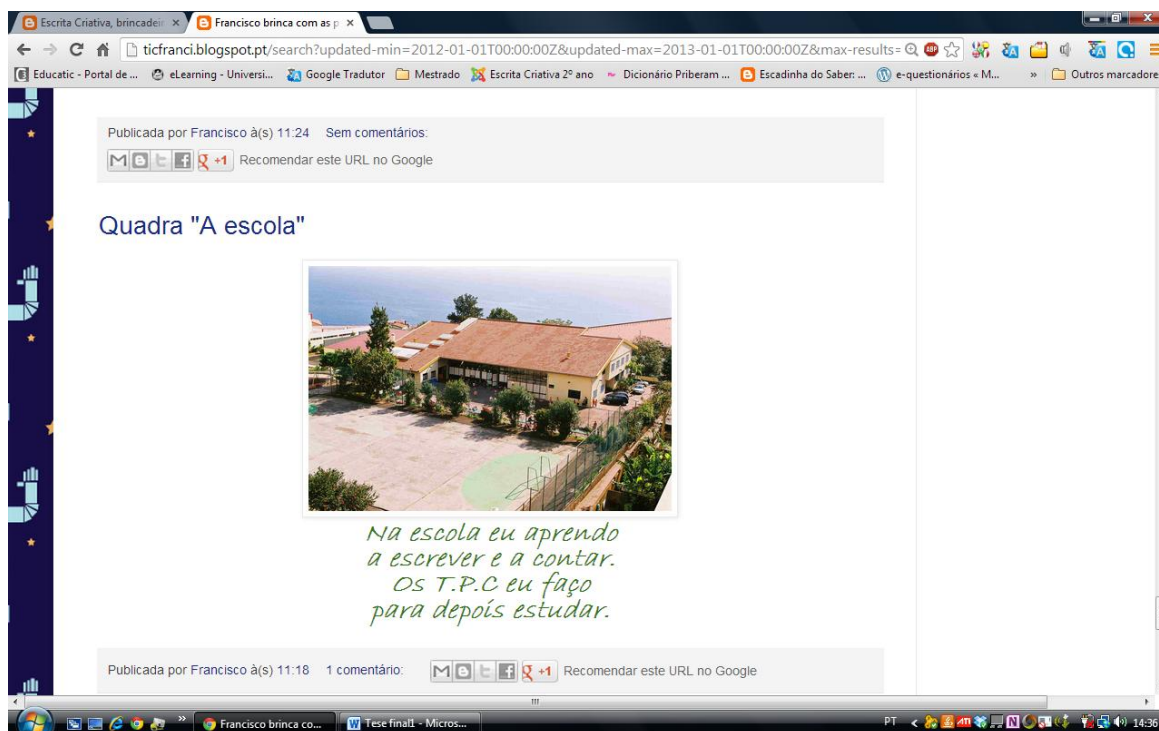 Escrita Criativa, brincadeir
Francisco brinca com as p
ticfranci.blogspot.pt/search?updated-min=2012-01-01T00:00:00Z&updated-max=2013-01-01T00:00:00Z&max-results=
Educatic - Portal de ... eLearning - Universi... Google Tradutor Mestrado Escrita Criativa 2º ano Dicionário Priberam ... Escadinha do Saber: ... e-questionários « M... » Outros marcadore
Publicada por Francisco à(s) 11:24 Sem comentários:
+1 Recomendar este URL no Google
Quadra "A escola"
Na escola eu aprendo
a escrever e a contar.
Os T.P.C eu faço
para depois estudar.
Publicada por Francisco à(s) 11:18 1 comentário:
+1 Recomendar este URL no Google
Francisco brinca co... Tese final1 - Micros... PT 14:36